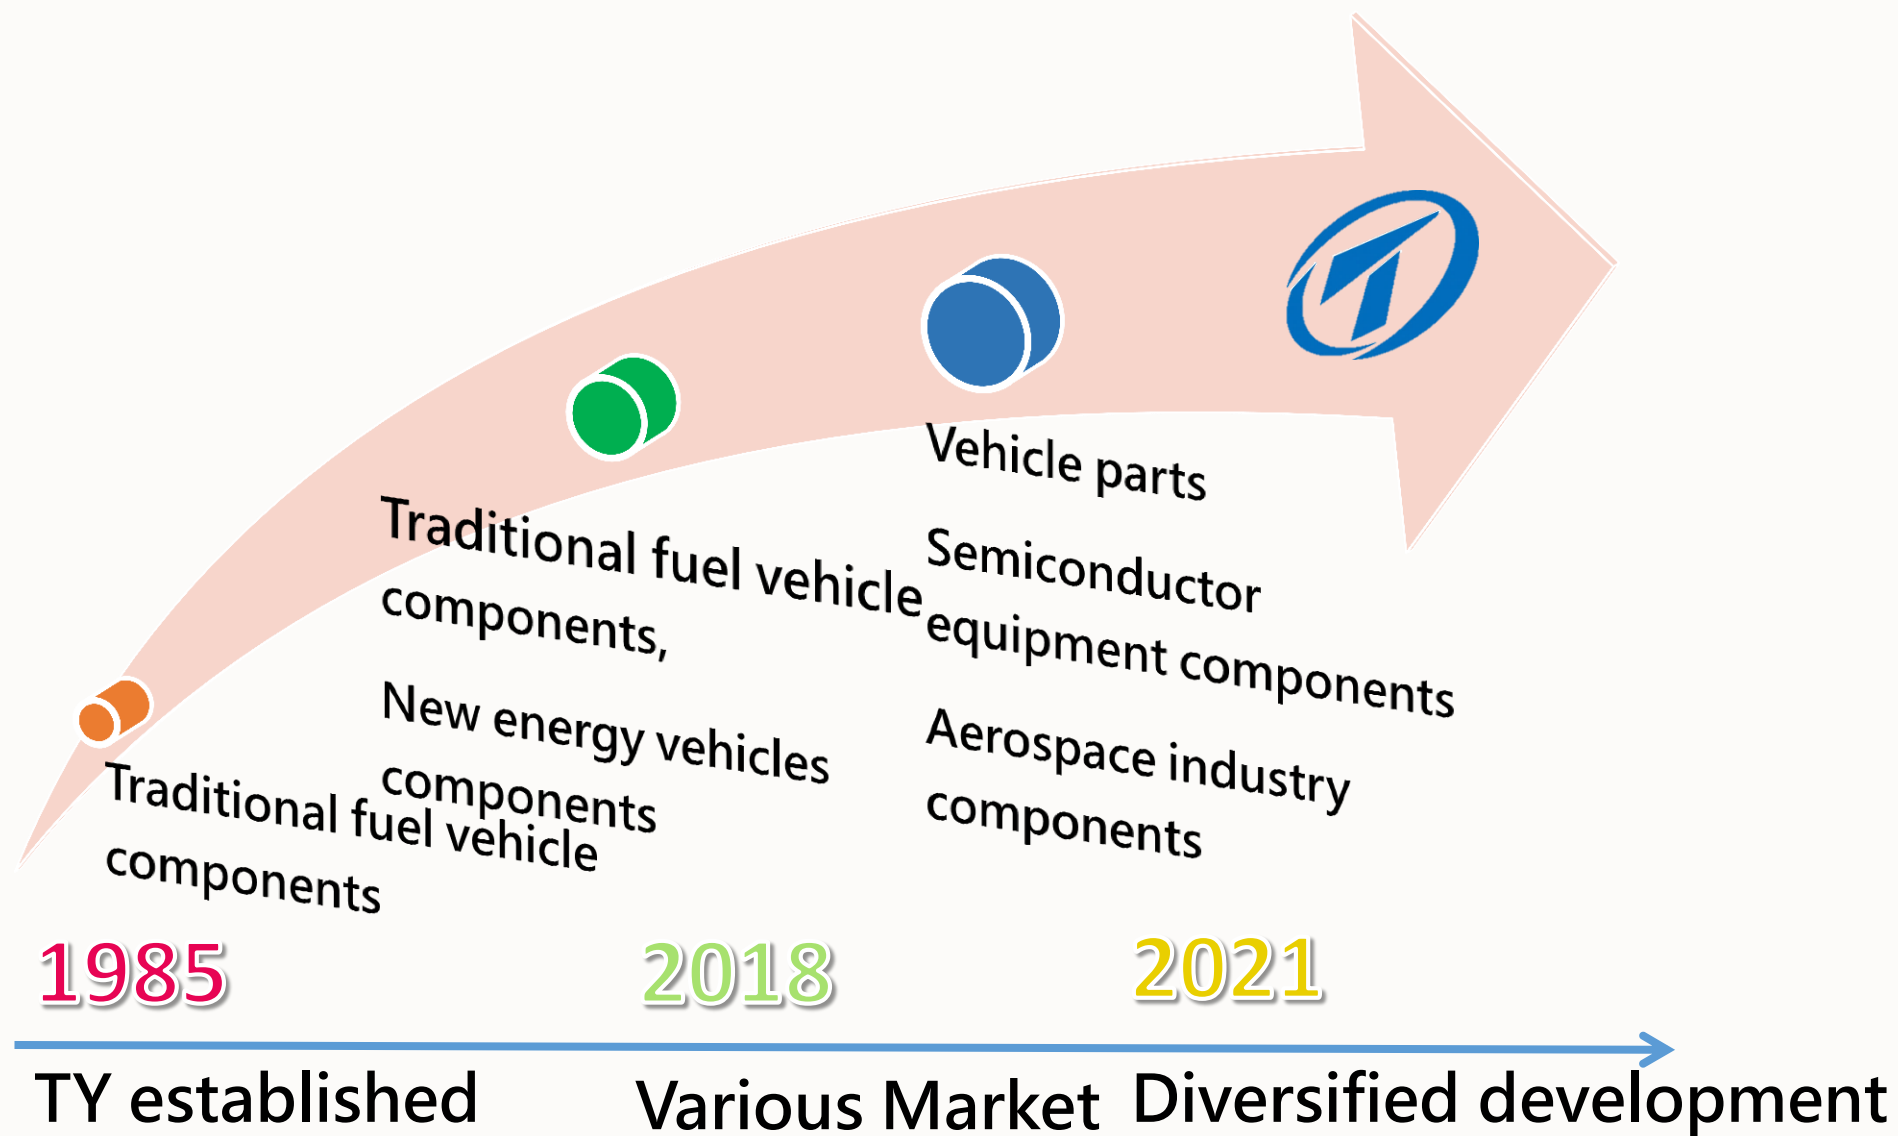 Traditional fuel vehicle
components
Traditional fuel vehicle
components,
New energy vehicles
components
Vehicle parts
Semiconductor
equipment components
Aerospace industry
components
1985
2018
2021
TY established
Various Market
Diversified development